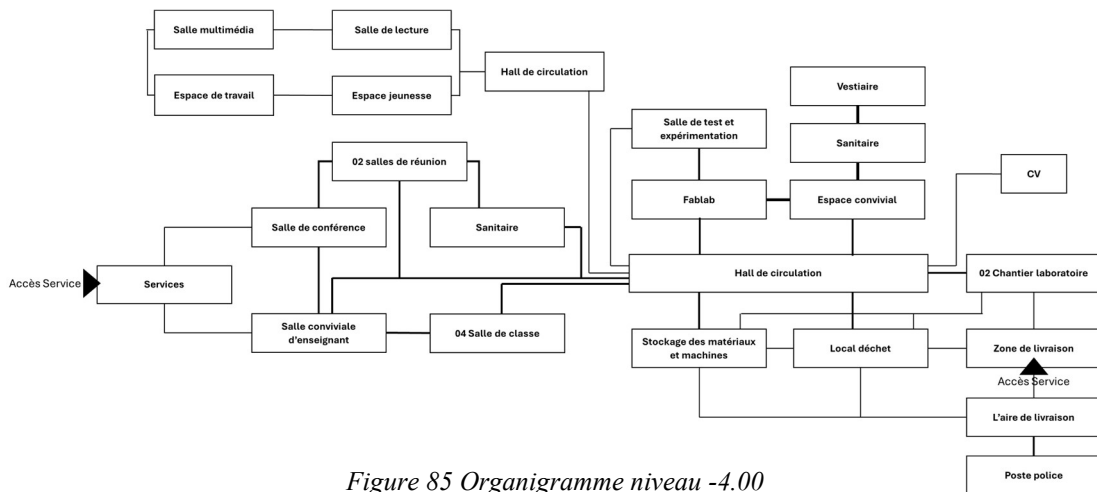 Salle multimédia
Salle de lecture
Hall de circulation
Espace de travail
Espace jeunesse
Vestiaire
Salle de test et
expérimentation
Sanitaire
02 salles de réunion
CV
Fablab
Espace convivial
Salle de conférence
Sanitaire
Accès Service
Services
Hall de circulation
02 Chantier laboratoire
Salle conviviale
d'enseignant
04 Salle de classe
Stockage des matériaux
et machines
Local déchet
Zone de livraison
Accès Service
L'aire de livraison
Poste police
Figure 85 Organigramme niveau -4.00